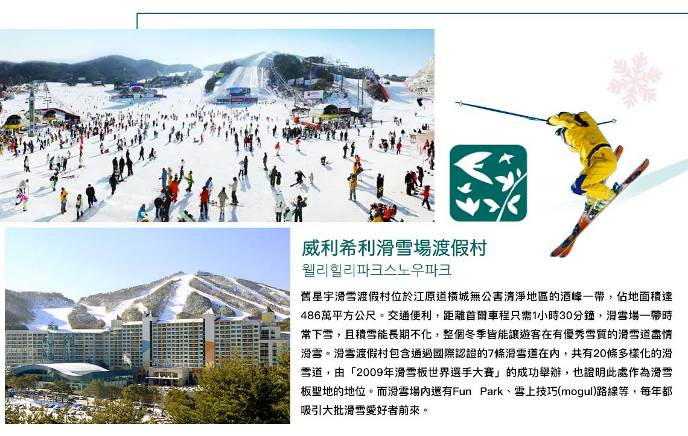 威利希利滑雪場渡假村
웰리힐리파크스노우파크
舊星宇滑雪渡假村位於江原道橫城無公害清淨地區的酒峰一帶，佔地面積達
486萬平方公尺。交通便利，距離首爾車程只需1小時30分鐘，滑雪場一帶時
常下雪，且積雪能長期不化，整個冬季皆能讓遊客在有優秀雪質的滑雪道盡情
滑雪。滑雪渡假村包含通過國際認證的7條滑雪道在內，共有20條多樣化的滑
雪道，由「2009年滑雪板世界選手大賽」的成功舉辦，也證明此處作為滑雪
板聖地的地位。而滑雪場內還有Fun Park、雪上技巧(mogul)路線等，每年都
吸引大批滑雪愛好者前來。